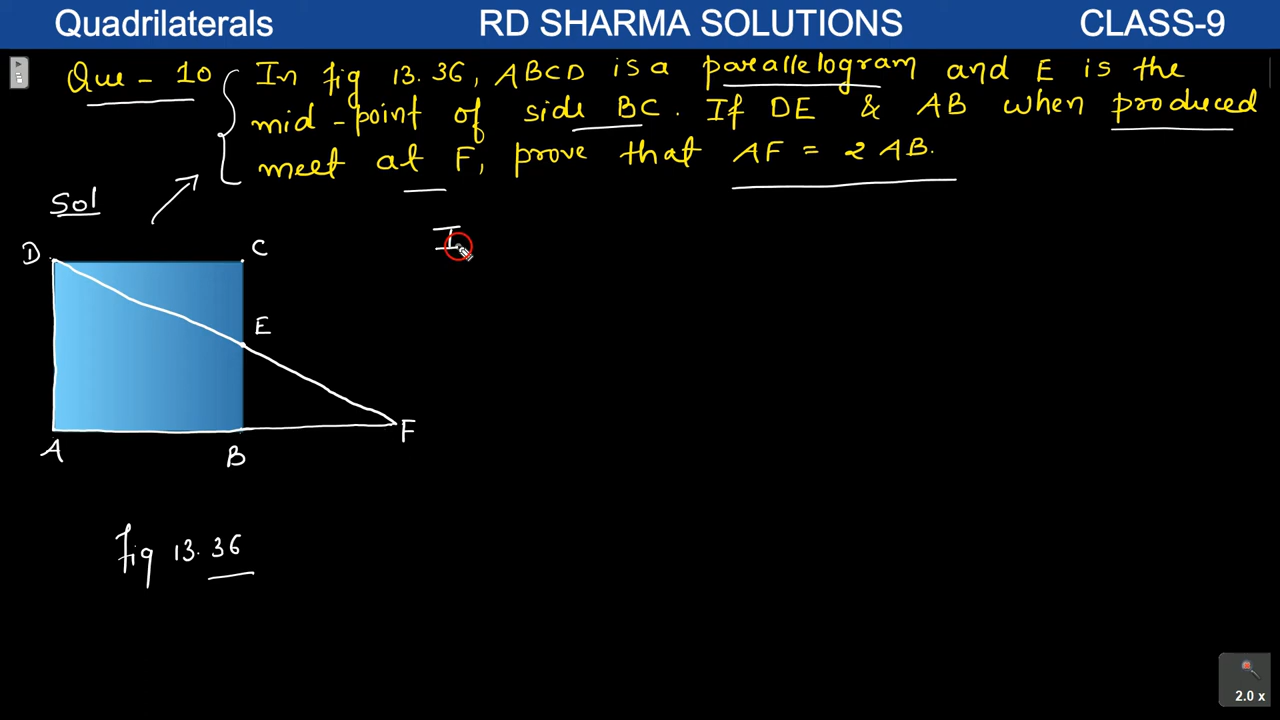 Quadrilaterals RD SHARMA SOLUTIONS CLASS-9
Que - 10 In fig 13.36, ABCD is a parallelogram and E is the
mid-point of side BC. If DE & AB when produced
meet at F, prove that AF = 2 AB.
Sol
I
D C
E
F
A B
fig 13.36
2.0 x